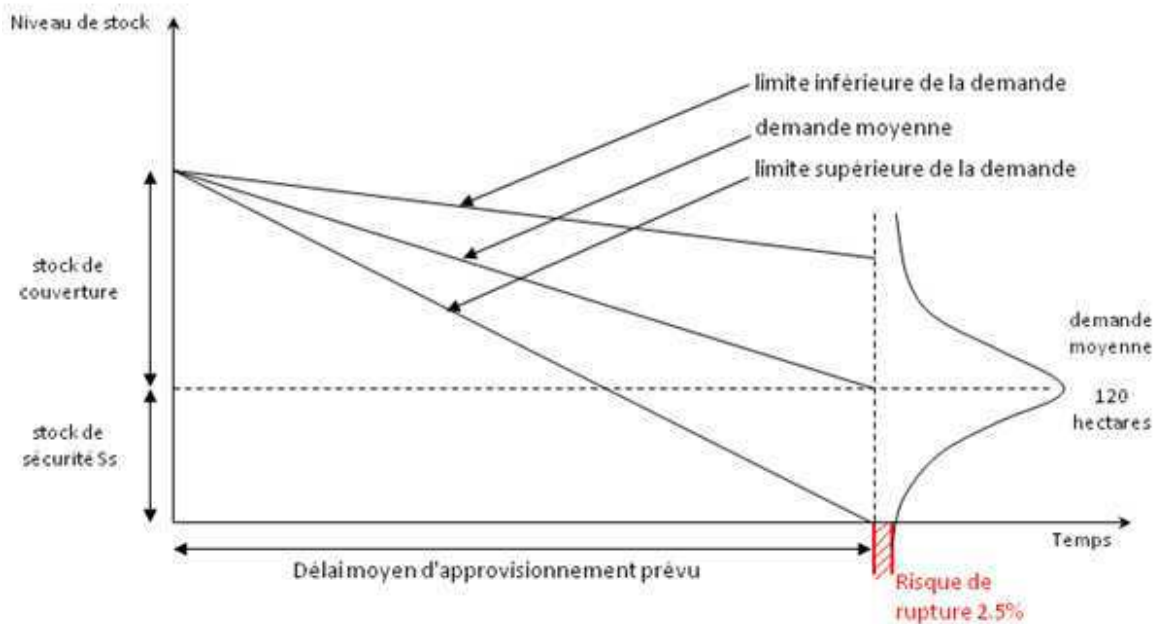 Niveau de stock
limite inférieure de la demande
demande moyenne
limite supérieure de la demande
stock de
couverture
demande
moyenne
120
hectares
stock de
sécurité Ss
Temps
Délai moyen d'approvisionnement prévu
Risque de
rupture 2.5%